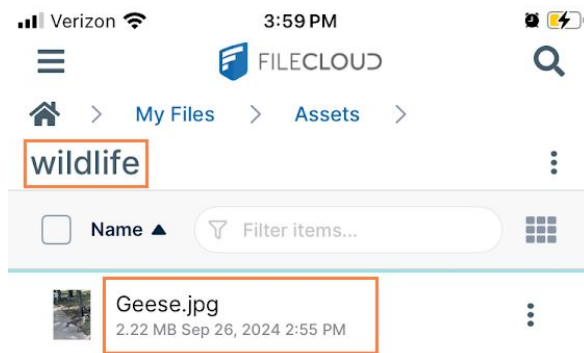 Verizon 3:59 PM
FILECLOUD
My Files > Assets >
wildlife
Name ▲ Filter items...
Geese.jpg
2.22 MB Sep 26, 2024 2:55 PM